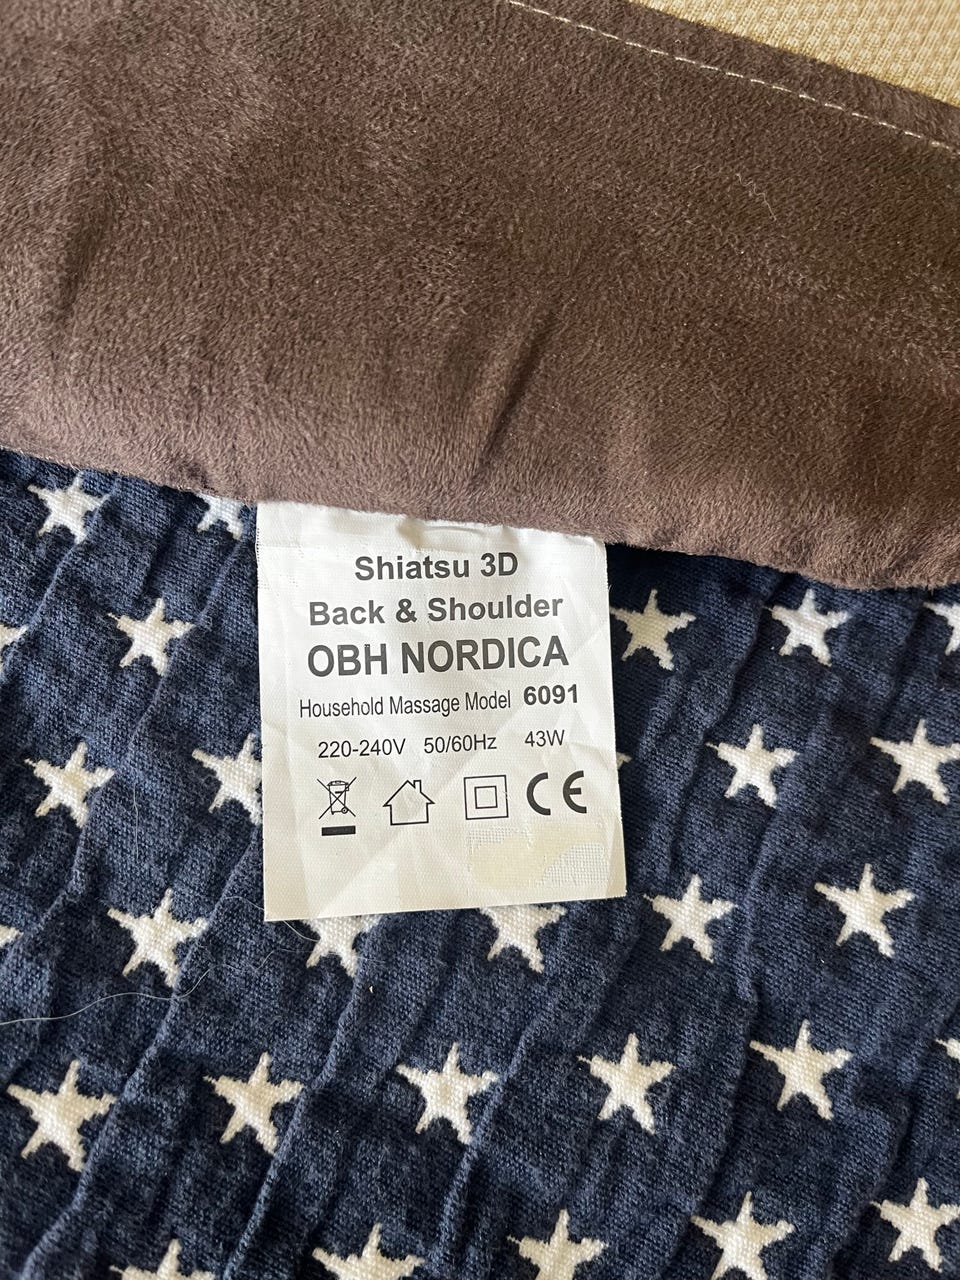 Shiatsu 3D
Back & Shoulder
OBH NORDICA
Household Massage Model 6091
220-240V 50/60Hz 43W
CE